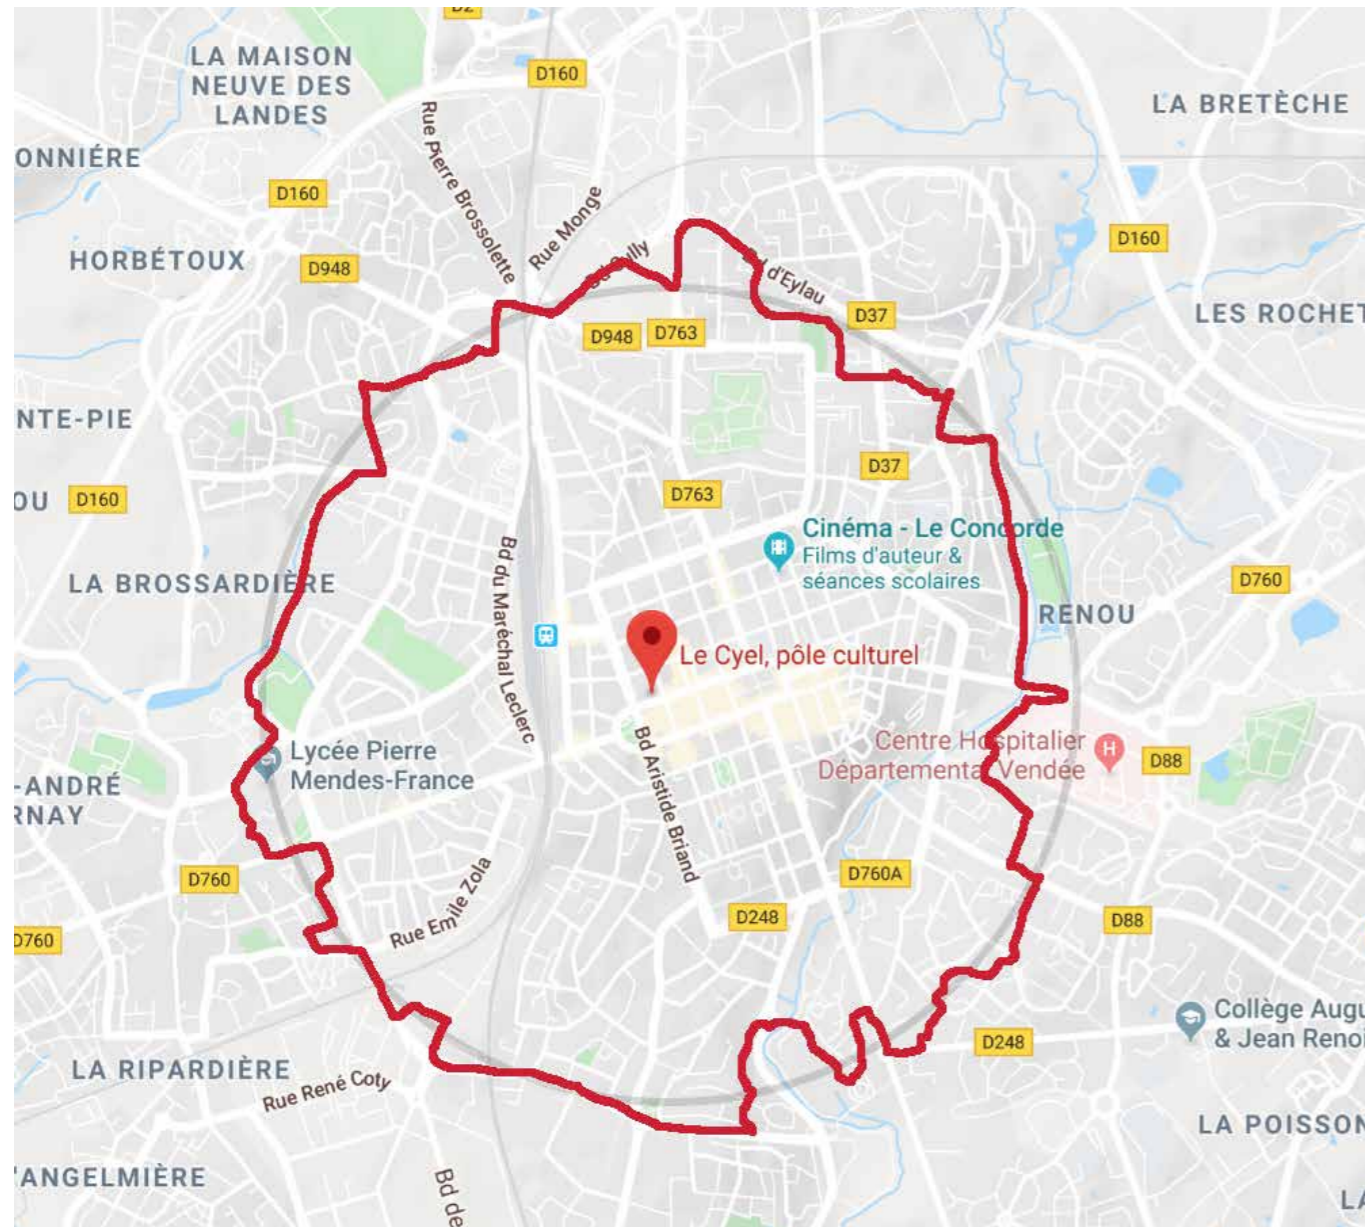 D2
LA MAISON
NEUVE DES
LANDES
D160
LA BRETÈCHE
ONNIÉRE
Rue Pierre Brossolette
D160
Rue Monge
D160
HORBÉTOUX
D948
d'Eylau
LES ROCHET
D37
D948
D763
NTE-PIE
D37
OU
D160
D763
Cinéma - Le Concorde
Films d'auteur &
séances scolaires
Bd du Maréchal Leclerc
LA BROSSARDIÈRE
D760
RENOU
Le Cyel, pôle culturel
Lycée Pierre
Mendes-France
Bd Aristide Briand
Centre Hospitalier
Départemental Vendée
H
D88
-ANDRÉ
RNAY
D760
D760A
Rue Emile Zola
D248
D88
D760
Collège Augu
& Jean Renoi
D248
LA RIPARDIÈRE
Rue René Coty
LA POISSON
'ANGELMIÈRE
Bd de
LA